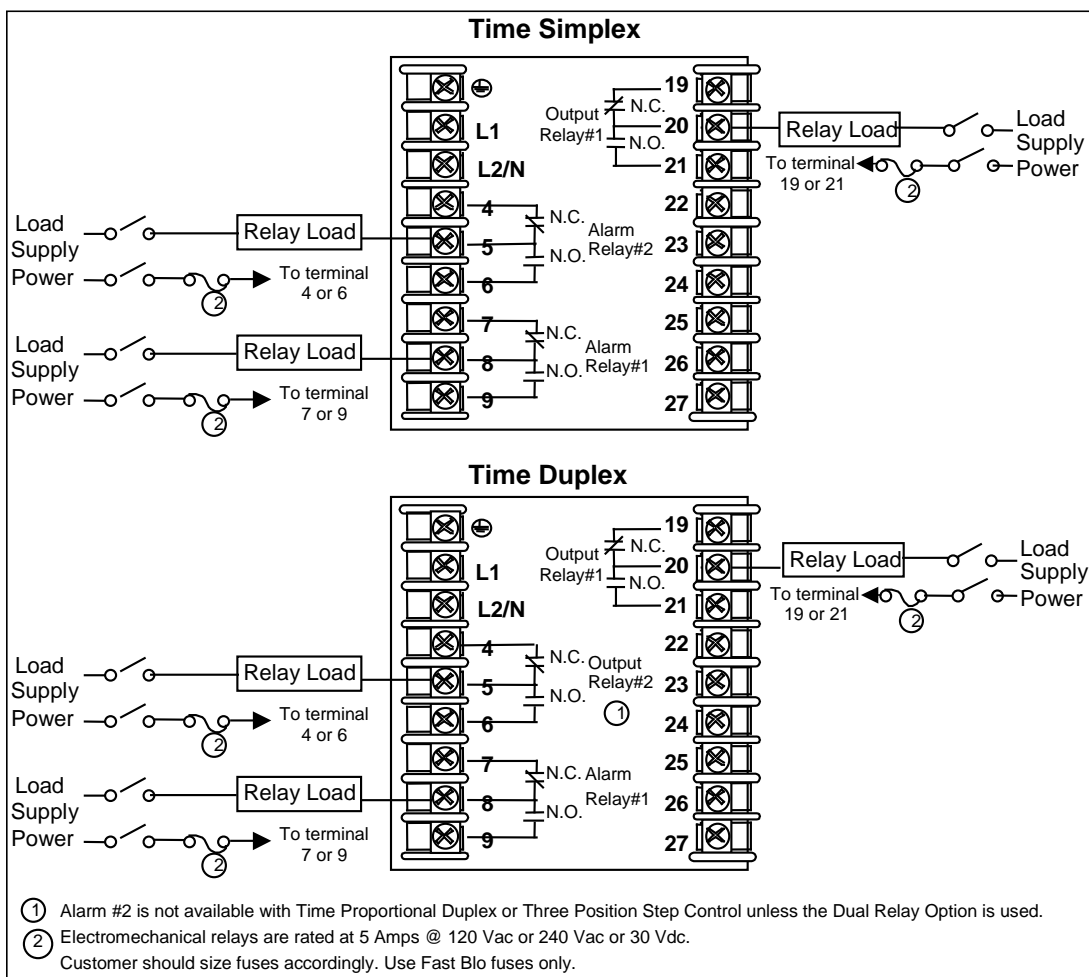 Time Simplex
L1
L2/N
4
5
6
7
8
9
N.C.
Alarm
Relay#2
N.O.
N.C.
Alarm
Relay#1
N.O.
Output
Relay#1
N.C.
N.O.
19
20
21
22
23
24
25
26
27
Relay Load
Load
Supply
Power
To terminal
19 or 21
2
Load
Supply
Power
Relay Load
To terminal
4 or 6
2
Load
Supply
Power
Relay Load
To terminal
7 or 9
2
Time Duplex
L1
L2/N
4
5
6
7
8
9
N.C.
Output
Relay#2
N.O.
1
N.C.
Alarm
Relay#1
N.O.
Output
Relay#1
N.C.
N.O.
19
20
21
22
23
24
25
26
27
Relay Load
Load
Supply
Power
To terminal
19 or 21
2
Load
Supply
Power
Relay Load
To terminal
4 or 6
2
Load
Supply
Power
Relay Load
To terminal
7 or 9
2
1 Alarm #2 is not available with Time Proportional Duplex or Three Position Step Control unless the Dual Relay Option is used.
2 Electromechanical relays are rated at 5 Amps @ 120 Vac or 240 Vac or 30 Vdc.
Customer should size fuses accordingly. Use Fast Blo fuses only.